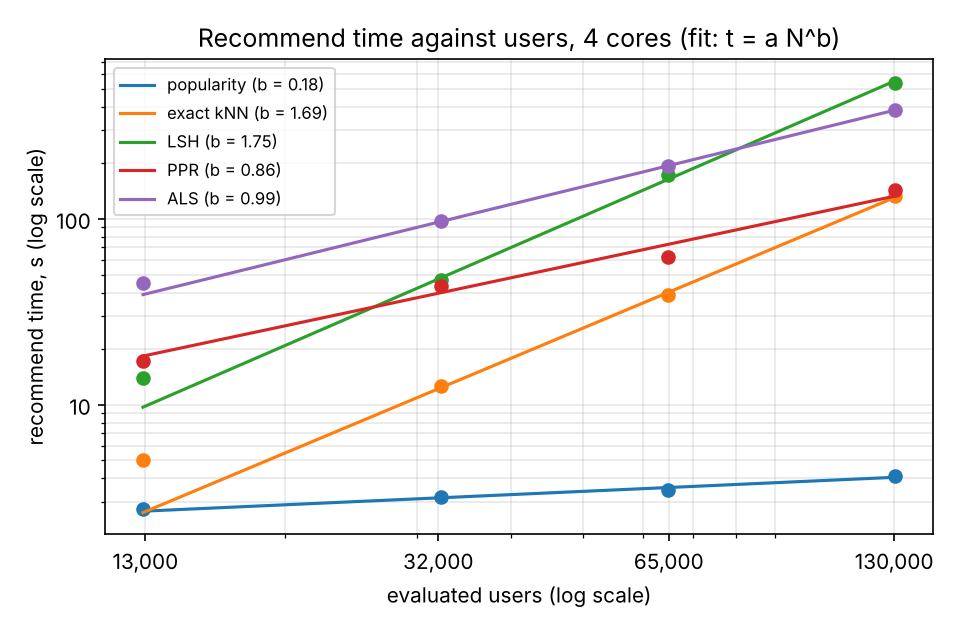 Recommend time against users, 4 cores (fit: t = a N^b)
popularity (b = 0.18)
exact kNN (b = 1.69)
LSH (b = 1.75)
PPR (b = 0.86)
ALS (b = 0.99)
recommend time, s (log scale)
100
10
13,000
32,000
65,000
130,000
evaluated users (log scale)